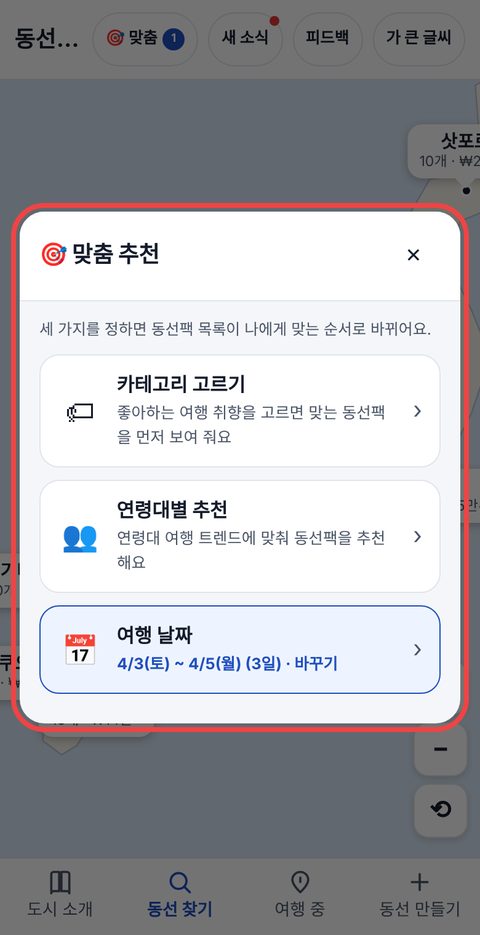 동선...
🎯 맞춤 1
새 소식
피드백
가 큰 글씨
10개 · ₩2
🎯 맞춤 추천
×
세 가지를 정하면 동선팩 목록이 나에게 맞는 순서로 바뀌어요.
카테고리 고르기
좋아하는 여행 취향을 고르면 맞는 동선팩
을 먼저 보여 줘요
연령대별 추천
연령대 여행 트렌드에 맞춰 동선팩을 추천
해요
July
17
여행 날짜
4/3(토) ~ 4/5(월) (3일) · 바꾸기
도시 소개
동선 찾기
여행 중
동선 만들기